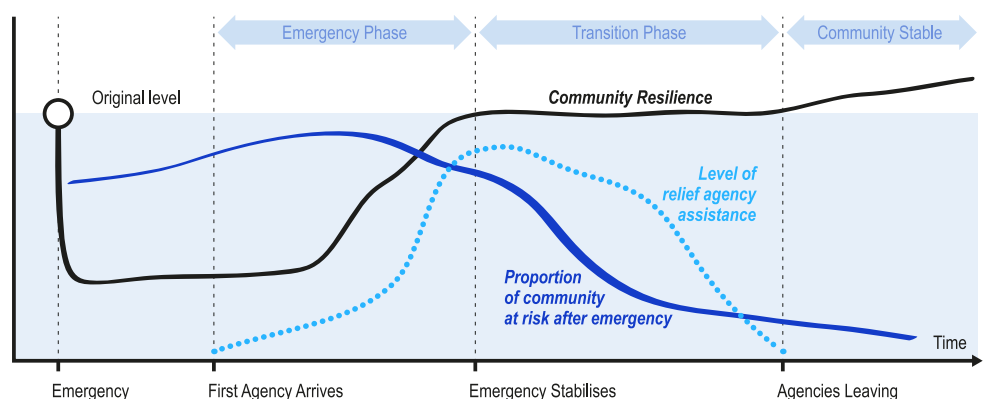 Emergency Phase
Transition Phase
Community Stable
Original level
Community Resilience
Level of
relief agency
assistance
Proportion
of community
at risk after emergency
Time
Emergency
First Agency Arrives
Emergency Stabilises
Agencies Leaving